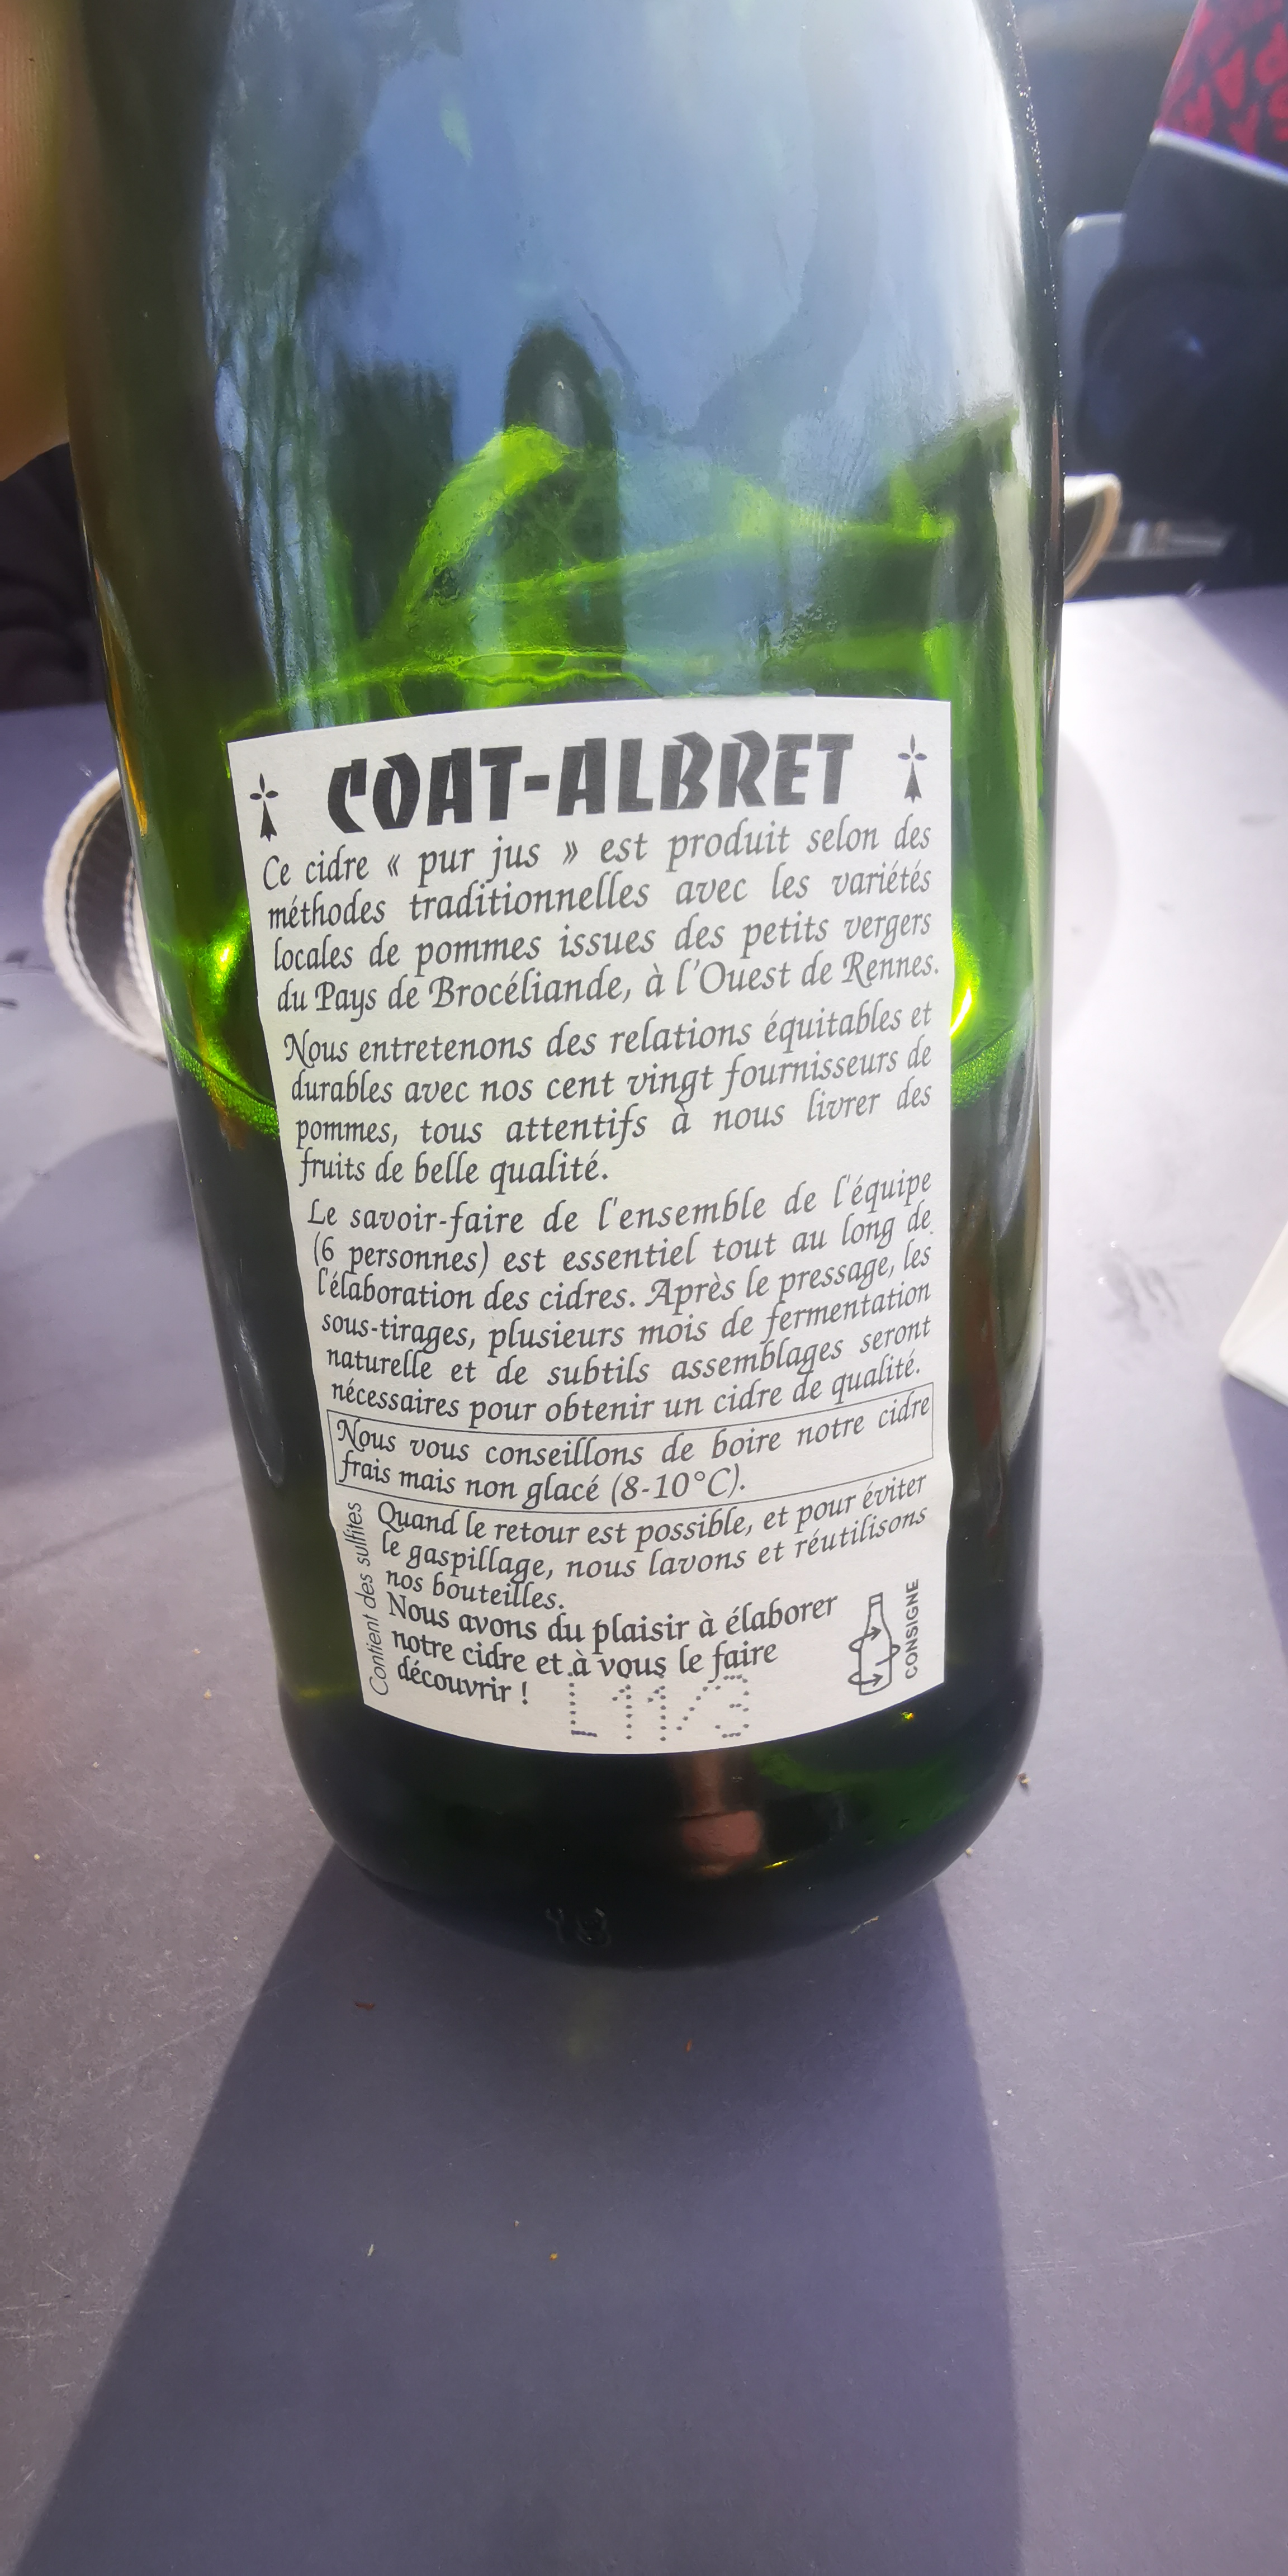 COAT-ALBRET
Ce cidre « pur jus » est produit selon des
méthodes traditionnelles avec les variétés
locales de pommes issues des petits vergers
du Pays de Brocéliande, à l'Ouest de Rennes.
Nous entretenons des relations équitables et
durables avec nos cent vingt fournisseurs de
pommes, tous attentifs à nous livrer des
fruits de belle qualité.
Le savoir-faire de l'ensemble de l'équipe
(6 personnes) est essentiel tout au long de
l'élaboration des cidres. Après le pressage, les
sous-tirages, plusieurs mois de fermentation
naturelle et de subtils assemblages seront
nécessaires pour obtenir un cidre de qualité.
Nous vous conseillons de boire notre cidre
frais mais non glacé (8-10°C).
Contient des sulfites
Quand le retour est possible, et pour éviter
le gaspillage, nous lavons et réutilisons
nos bouteilles.
Nous avons du plaisir à élaborer
notre cidre et à vous le faire
découvrir !
CONSIGNE
L11/3